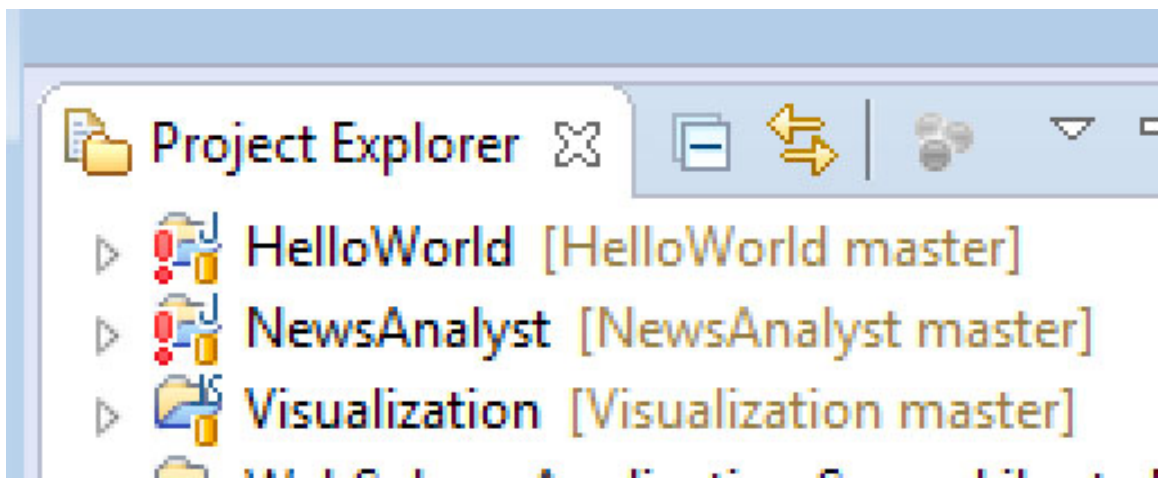 Project Explorer
HelloWorld [HelloWorld master]
NewsAnalyst [NewsAnalyst master]
Visualization [Visualization master]